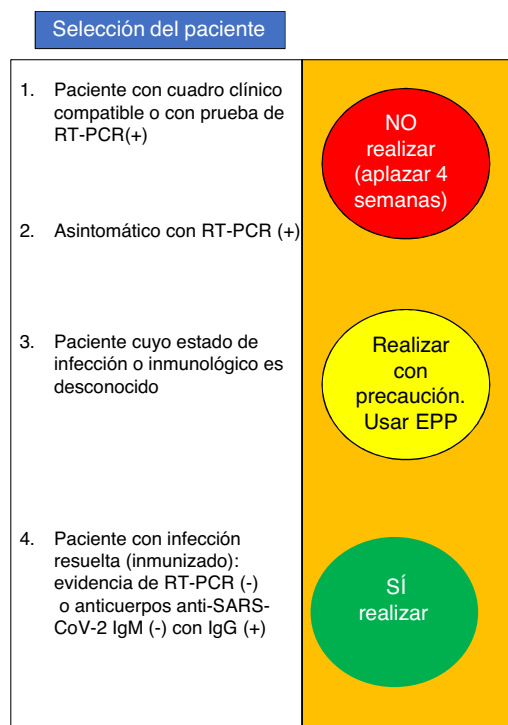 Selección del paciente
1. Paciente con cuadro clínico
compatible o con prueba de
RT-PCR(+)
NO
realizar
(aplazar 4
semanas)
2. Asintomático con RT-PCR (+)
3. Paciente cuyo estado de
infección o inmunológico es
desconocido
Realizar
con
precaución.
Usar EPP
4. Paciente con infección
resuelta (inmunizado):
evidencia de RT-PCR (-)
o anticuerpos anti-SARS-
CoV-2 IgM (-) con IgG (+)
SÍ
realizar